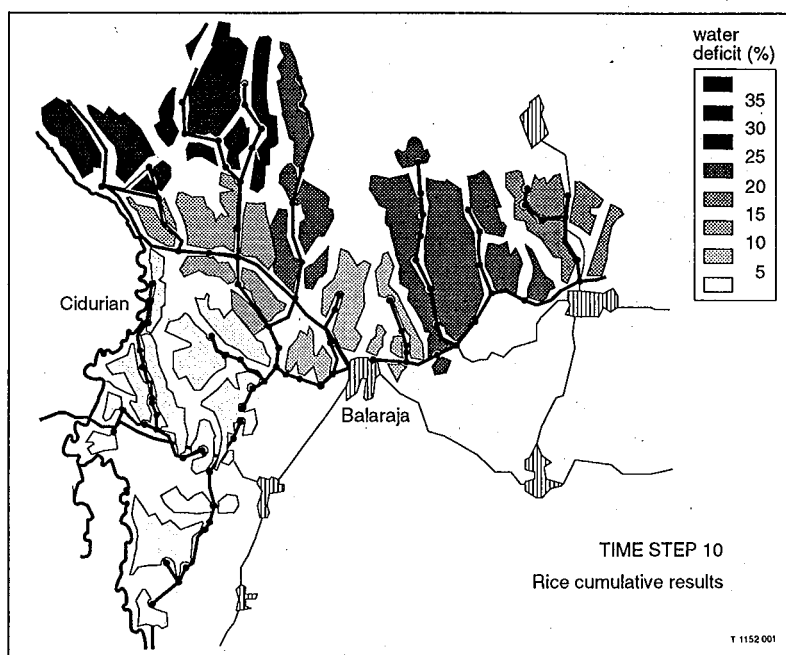 water
deficit (%)
35
30
25
20
15
10
5
Cidurian
Balaraja
TIME STEP 10
Rice cumulative results
T 1152 001